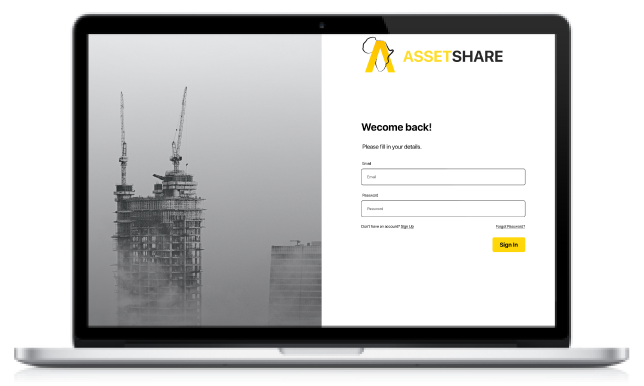 ASSETSHARE
Wecome back!
Please fill in your details.
Email
Email
Password
Password
Don't have an account? Sign Up
Forgot Password?
Sign In